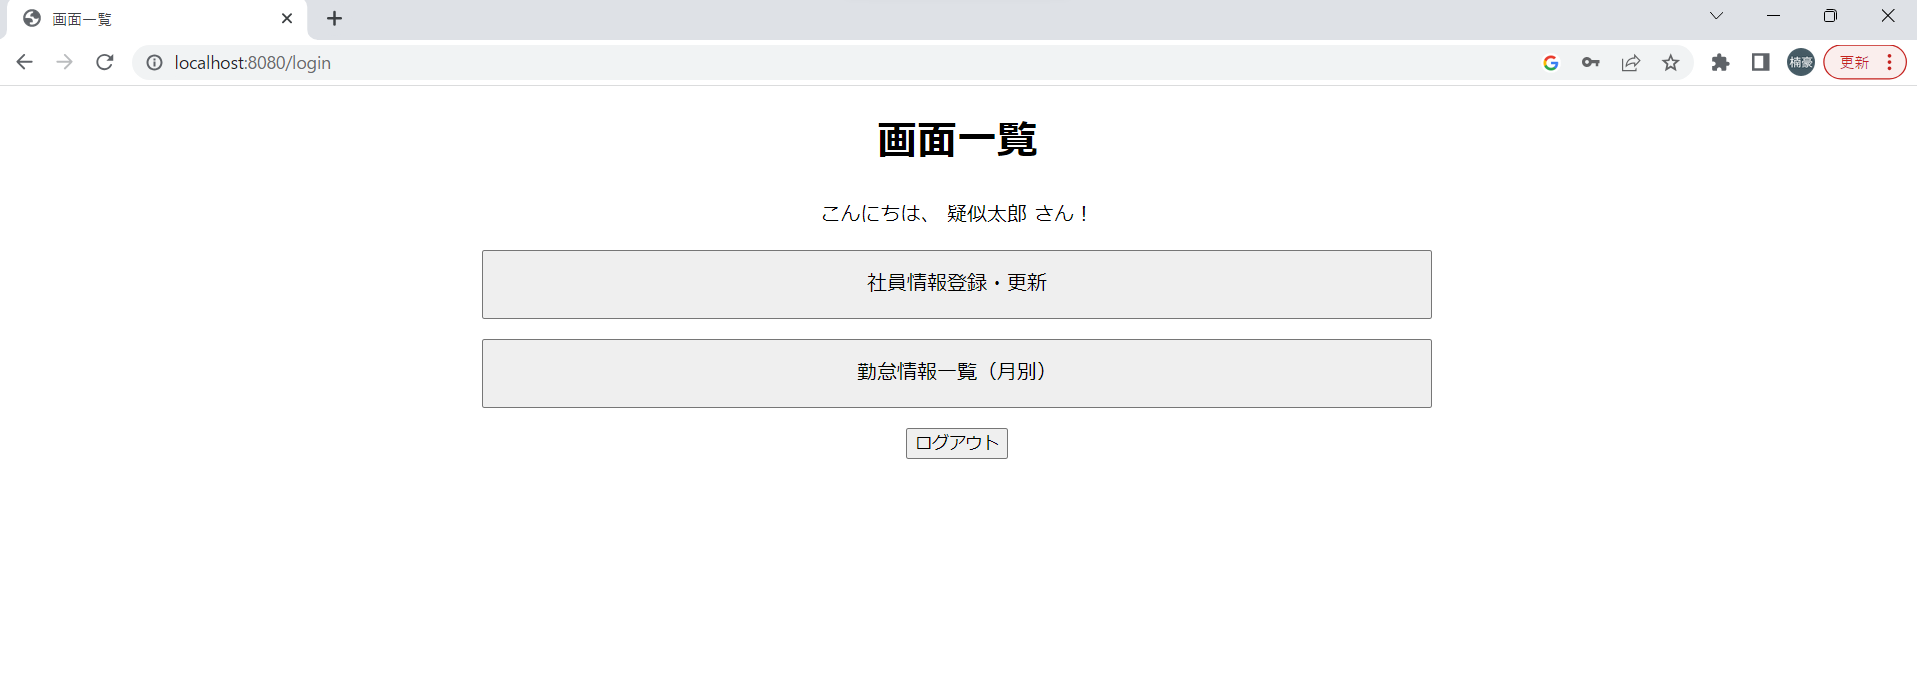 画面一覧
localhost:8080/login
楠豪
更新
画面一覧
こんにちは、 疑似太郎 さん！
社員情報登録・更新
勤怠情報一覧（月別）
ログアウト